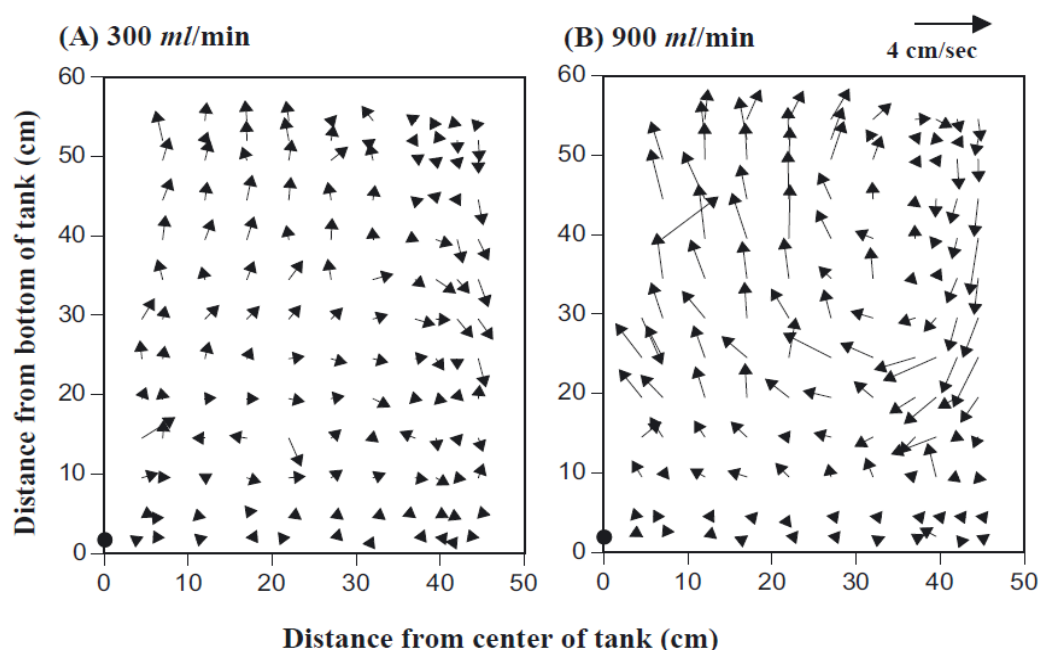 (A) 300 ml/min
(B) 900 ml/min
4 cm/sec
Distance from bottom of tank (cm)
60
50
40
30
20
10
0
0 10 20 30 40 50
60
50
40
30
20
10
0
0 10 20 30 40 50
Distance from center of tank (cm)